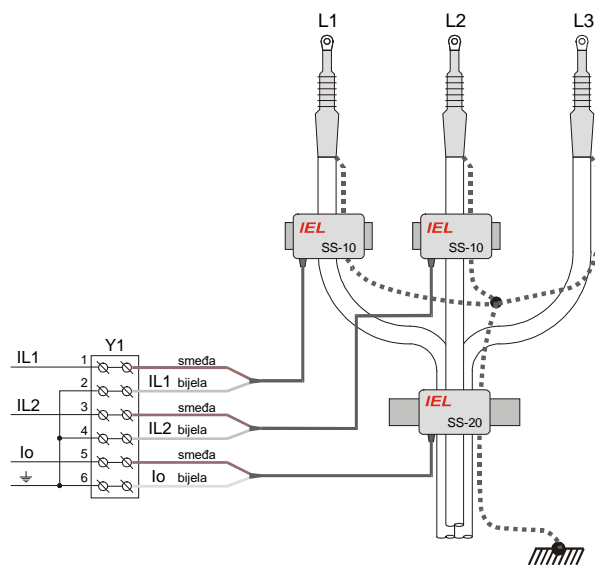 L1
L2
L3
IEL
SS-10
IEL
SS-10
Y1
IL1
1
smeđa
2
IL1 bijela
IL2
3
smeđa
4
IL2 bijela
Io
5
smeđa
6
Io bijela
IEL
SS-20